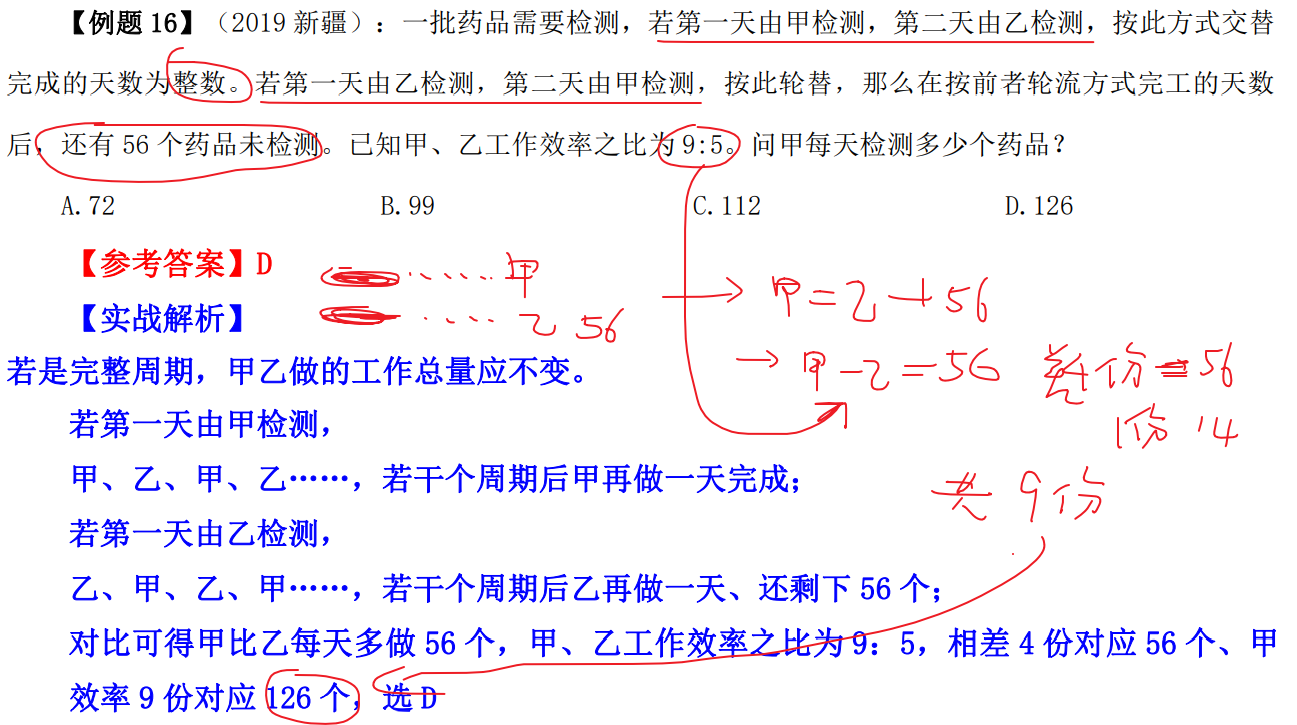 【例题 16】（2019 新疆）：一批药品需要检测，若第一天由甲检测，第二天由乙检测，按此方式交替
完成的天数为整数。若第一天由乙检测，第二天由甲检测，按此轮替，那么在按前者轮流方式完工的天数
后，还有 56 个药品未检测。已知甲、乙工作效率之比为 9:5。问甲每天检测多少个药品？
A.72 B.99 C.112 D.126
【参考答案】D
…… 甲
【实战解析】
…… 乙 56
甲=乙+56
若是完整周期，甲乙做的工作总量应不变。
→甲-乙=56 差4份=56
1份 14
若第一天由甲检测，
甲、乙、甲、乙……，若干个周期后甲再做一天完成；
共 9份
若第一天由乙检测，
乙、甲、乙、甲……，若干个周期后乙再做一天、还剩下 56 个；
对比可得甲比乙每天多做 56 个，甲、乙工作效率之比为 9：5，相差 4 份对应 56 个、甲
效率 9 份对应 126 个，选 D